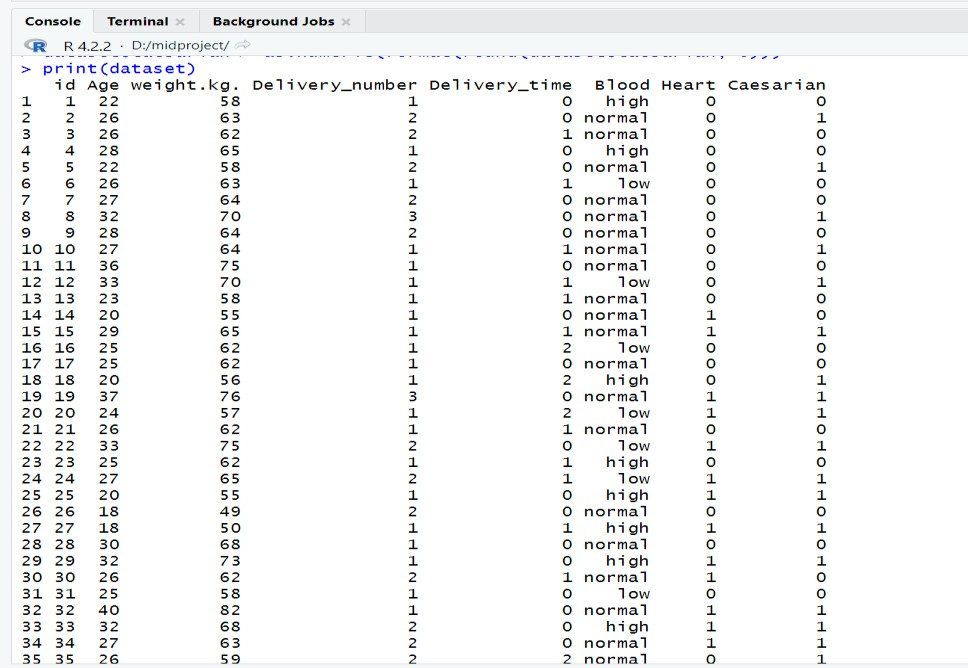 Console Terminal Background Jobs
R 4.2.2 · D:/midproject/
> print(dataset)
id Age weight.kg. Delivery_number Delivery_time Blood Heart Caesarian
1 1 22 58 1 0 high 0 0
2 2 26 63 2 0 normal 0 1
3 3 26 62 2 1 normal 0 0
4 4 28 65 1 0 high 0 0
5 5 22 58 2 0 normal 0 1
6 6 26 63 1 1 low 0 0
7 7 27 64 2 0 normal 0 0
8 8 32 70 3 0 normal 0 1
9 9 28 64 2 0 normal 0 0
10 10 27 64 1 1 normal 0 1
11 11 36 75 1 0 normal 0 0
12 12 33 70 1 1 low 0 1
13 13 23 58 1 1 normal 0 0
14 14 20 55 1 0 normal 1 0
15 15 29 65 1 1 normal 1 1
16 16 25 62 1 2 low 0 0
17 17 25 62 1 0 normal 0 0
18 18 20 56 1 2 high 0 1
19 19 37 76 3 0 normal 1 1
20 20 24 57 1 2 low 1 1
21 21 26 62 1 1 normal 0 0
22 22 33 75 2 0 low 1 1
23 23 25 62 1 1 high 0 0
24 24 27 65 2 1 low 1 1
25 25 20 55 1 0 high 1 1
26 26 18 49 2 0 normal 0 0
27 27 18 50 1 1 high 1 1
28 28 30 68 1 0 normal 0 0
29 29 32 73 1 0 high 1 1
30 30 26 62 2 1 normal 1 0
31 31 25 58 1 0 low 0 0
32 32 40 82 1 0 normal 1 1
33 33 32 68 2 0 high 1 1
34 34 27 63 2 0 normal 1 1
35 35 26 59 2 2 normal 0 1